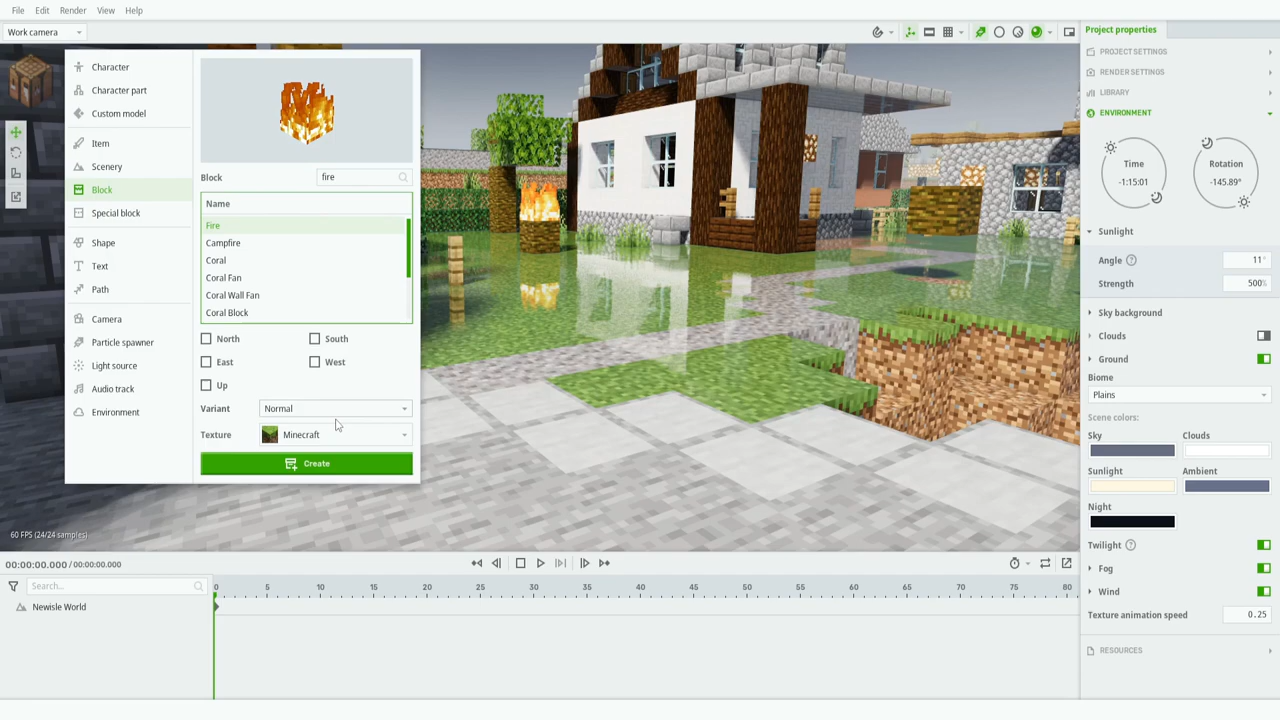 File Edit Render View Help
Work camera
Project properties
PROJECT SETTINGS
RENDER SETTINGS
LIBRARY
ENVIRONMENT
Time
-1:15:01
Rotation
-145.89°
Sunlight
Angle ? 11°
Strength 500%
Sky background
Clouds
Ground
Biome
Plains
Scene colors:
Sky Clouds
Sunlight Ambient
Night
Twilight ?
Fog
Wind
Texture animation speed 0.25
RESOURCES
Character
Character part
Custom model
Item
Scenery
Block
Special block
Shape
Text
Path
Camera
Particle spawner
Light source
Audio track
Environment
Block fire
Name
Fire
Campfire
Coral
Coral Fan
Coral Wall Fan
Coral Block
North South
East West
Up
Variant Normal
Texture Minecraft
Create
60 FPS (24/24 samples)
00:00:00.000 / 00:00:00.000
Search...
0 5 10 15 20 25 30 35 40 45 50 55 60 65 70 75 80
Newisle World